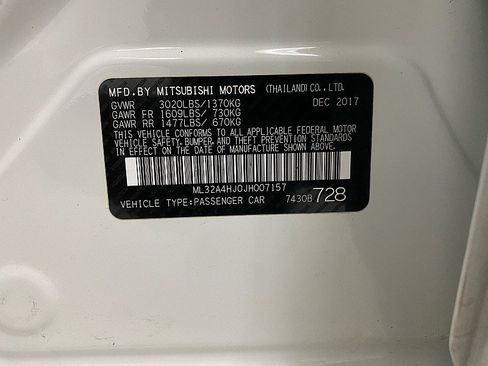 MFD.BY MITSUBISHI MOTORS (THAILAND)CO.,LTD.
GVWR 3020LBS/1370KG DEC 2017
GAWR FR 1609LBS/ 730KG
GAWR RR 1477LBS/ 670KG
THIS VEHICLE CONFORMS TO ALL APPLICABLE FEDERAL MOTOR
VEHICLE SAFETY, BUMPER, AND THEFT PREVENTION STANDARDS
IN EFFECT ON THE DATE OF MANUFACTURE SHOWN ABOVE.
ML32A4HJ0JH007157
VEHICLE TYPE:PASSENGER CAR 7430B 728